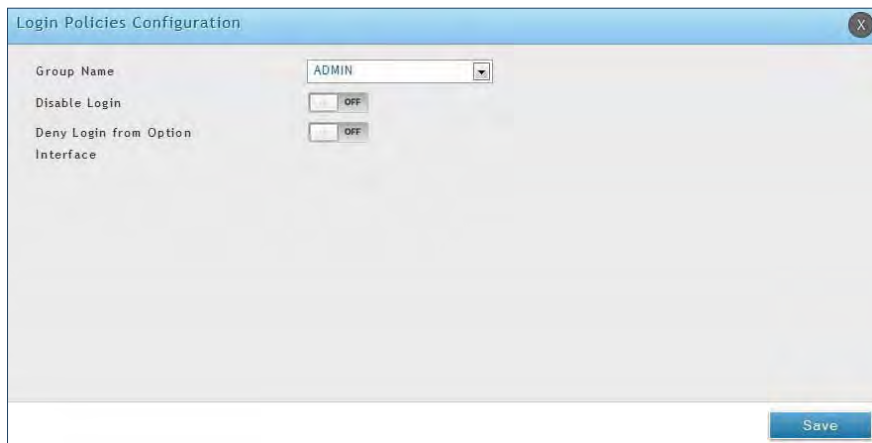 Login Policies Configuration
X
Group Name
ADMIN
Disable Login
OFF
Deny Login from Option
Interface
OFF
Save